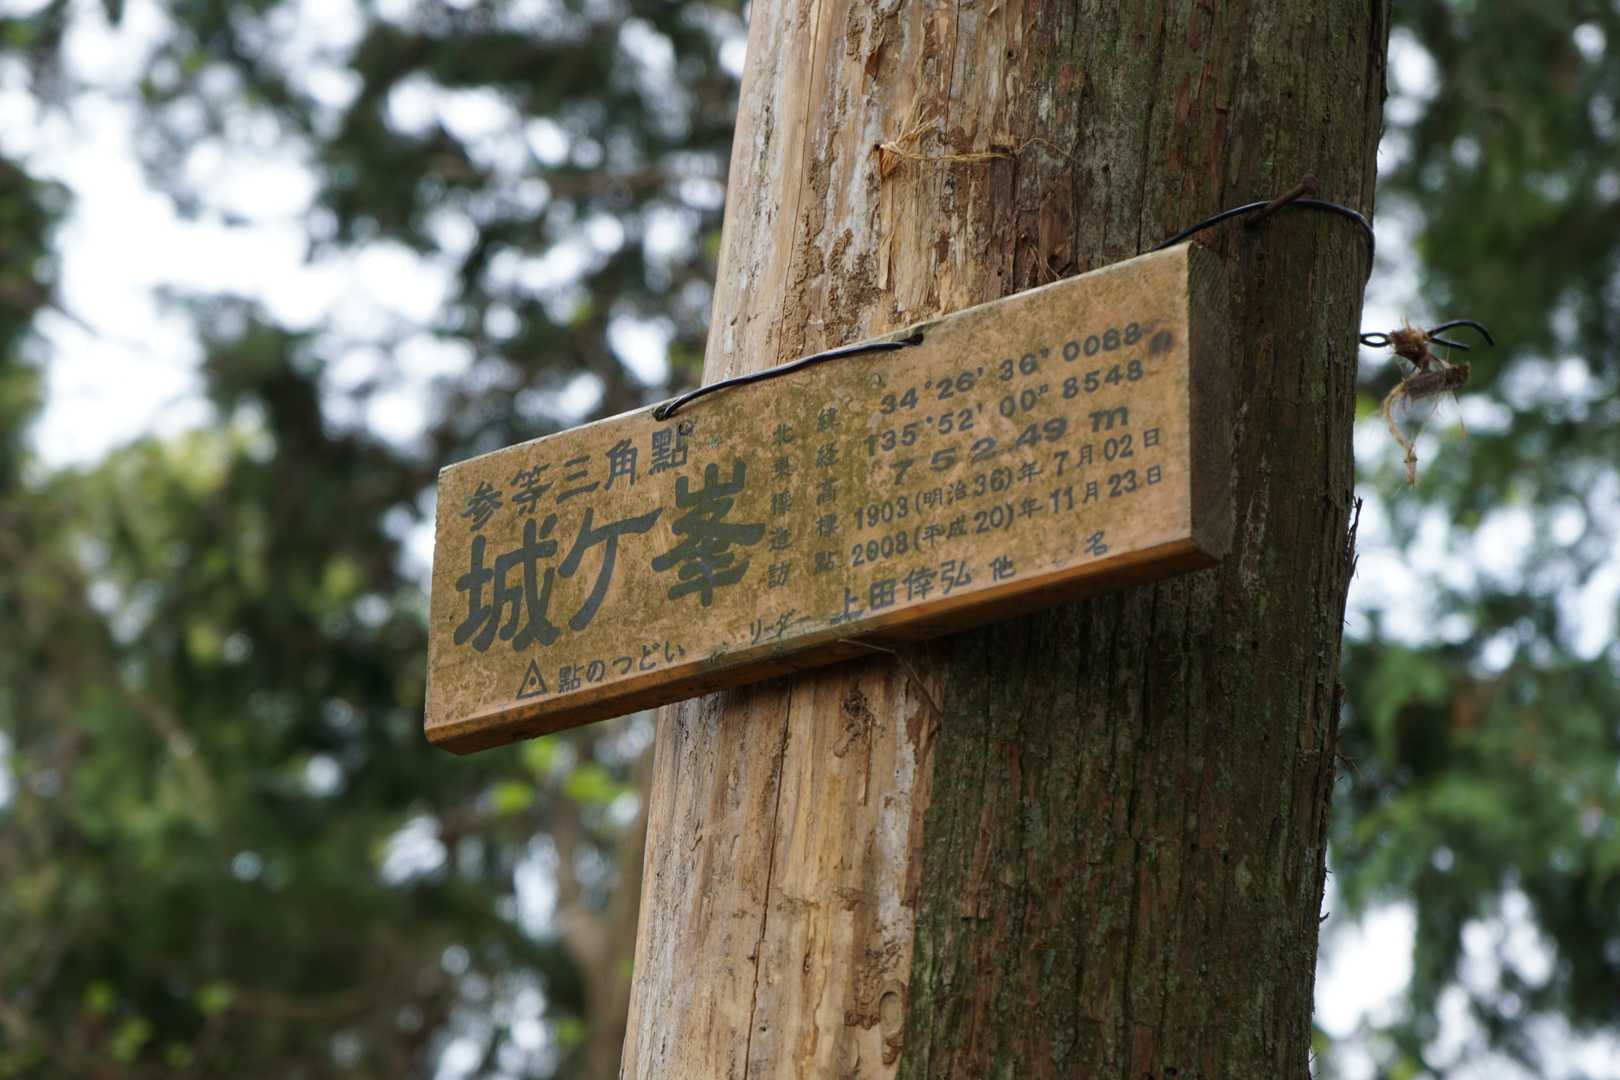 参等三角點
城ケ峯
北緯 34°26' 36" 0068
東経 135°52' 00" 8548
標高 752.49 m
造標 1903(明治36)年 7月02日
訪點 2008(平成20)年 11月23日
點のつどい リーダー 上田倖弘 他 名